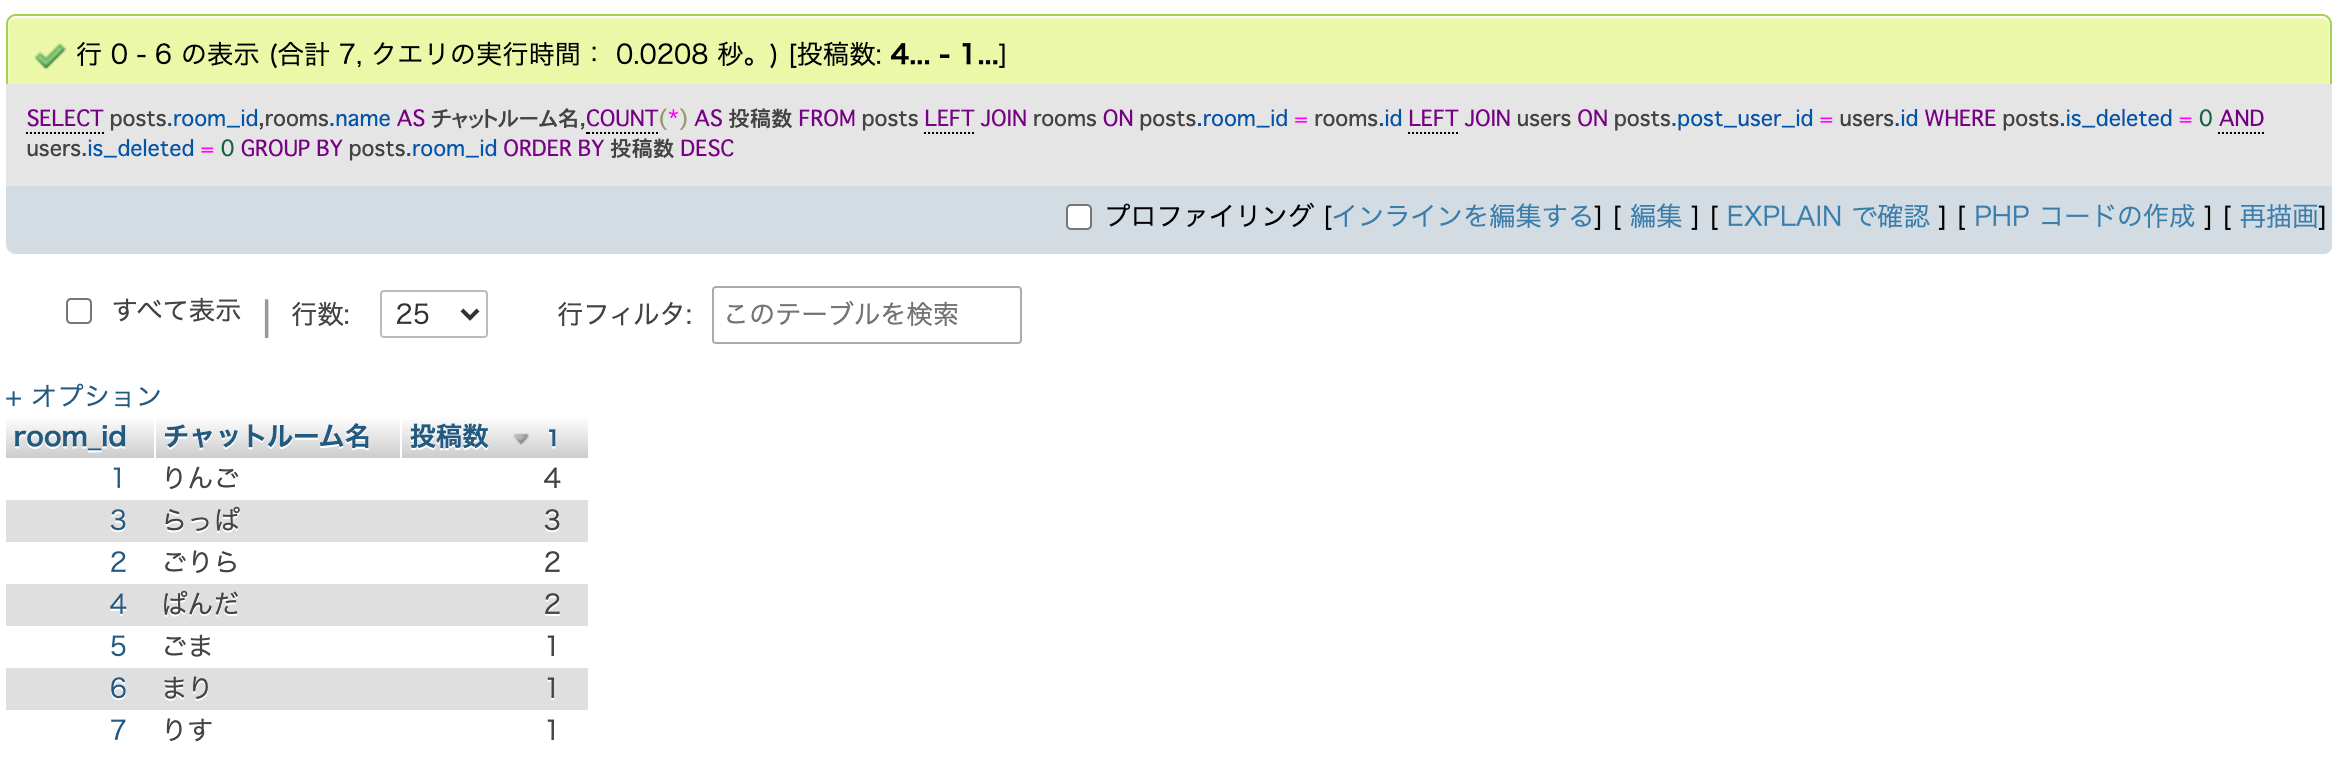 行 0 - 6 の表示 (合計 7, クエリの実行時間： 0.0208 秒。) [投稿数: 4... - 1...]
SELECT posts.room_id,rooms.name AS チャットルーム名,COUNT(*) AS 投稿数 FROM posts LEFT JOIN rooms ON posts.room_id = rooms.id LEFT JOIN users ON posts.post_user_id = users.id WHERE posts.is_deleted = 0 AND
users.is_deleted = 0 GROUP BY posts.room_id ORDER BY 投稿数 DESC
プロファイリング [インラインを編集する] [ 編集 ] [ EXPLAIN で確認 ] [ PHP コードの作成 ] [ 再描画]
すべて表示 | 行数: 25 行フィルタ: このテーブルを検索
+ オプション
room_id チャットルーム名 投稿数 1
1 りんご 4
3 らっぱ 3
2 ごりら 2
4 ぱんだ 2
5 ごま 1
6 まり 1
7 りす 1